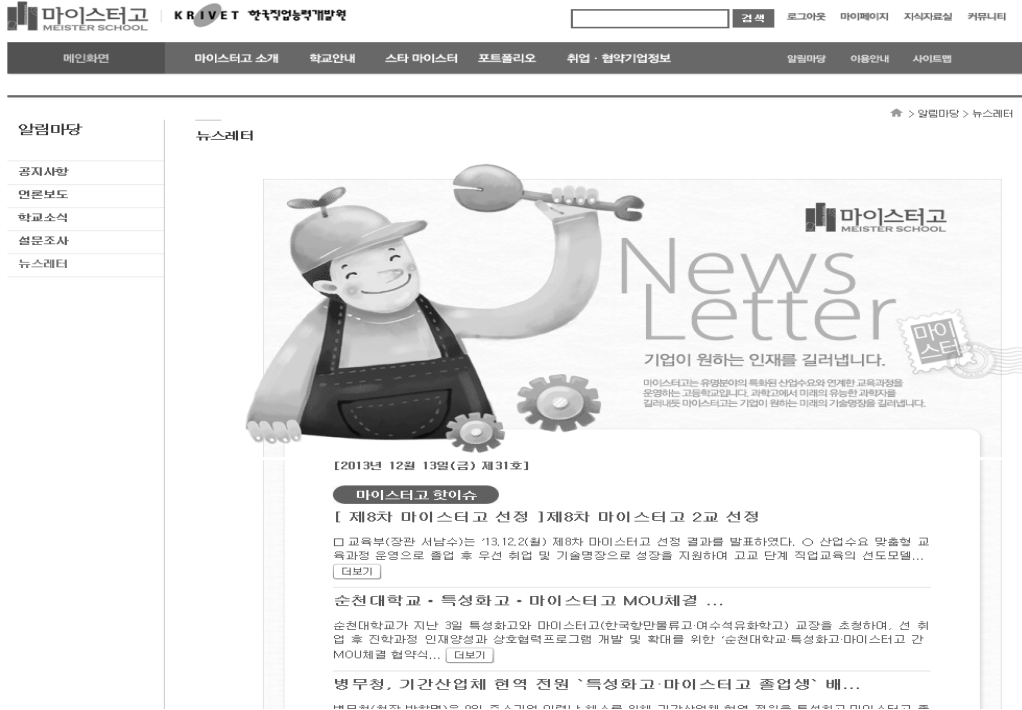 마이스터고
MEISTER SCHOOL
KRIVET 한국직업능력개발원
검색
로그아웃 마이페이지 지식자료실 커뮤니티
메인화면 마이스터고 소개 학교안내 스타 마이스터 포트폴리오 취업 · 협약기업정보 알림마당 이용안내 사이트맵
> 알림마당 > 뉴스레터
알림마당
공지사항
언론보도
학교소식
설문조사
뉴스레터
뉴스레터
마이스터고
MEISTER SCHOOL
News
Letter
마이
스터
기업이 원하는 인재를 길러냅니다.
마이스터고는 유명분야의 특화된 산업수요와 연계한 교육과정을
운영하는 고등학교입니다. 과학고에서 미래의 유능한 과학자를
길러내듯 마이스터고는 기업이 원하는 미래의 기술명장을 길러냅니다.
[2013년 12월 13일(금) 제31호]
마이스터고 핫이슈
[ 제8차 마이스터고 선정 ]제8차 마이스터고 2교 선정
□ 교육부(장관 서남수)는 '13.12.2(월) 제8차 마이스터고 선정 결과를 발표하였다. ○ 산업수요 맞춤형 교
육과정 운영으로 졸업 후 우선 취업 및 기술명장으로 성장을 지원하며 고교 단계 직업교육의 선도모델...
더보기
순천대학교·특성화고·마이스터고 MOU체결 ...
순천대학교가 지난 3일 특성화고와 마이스터고(한국항만물류고·여수석유화학고) 교장을 초청하며, 선 취
업 후 진학과정 인재양성과 상호협력프로그램 개발 및 확대를 위한 '순천대학교·특성화고·마이스터고 간
MOU체결 협약식... 더보기
병무청, 기간산업체 현역 전원 `특성화고·마이스터고 졸업생` 배...